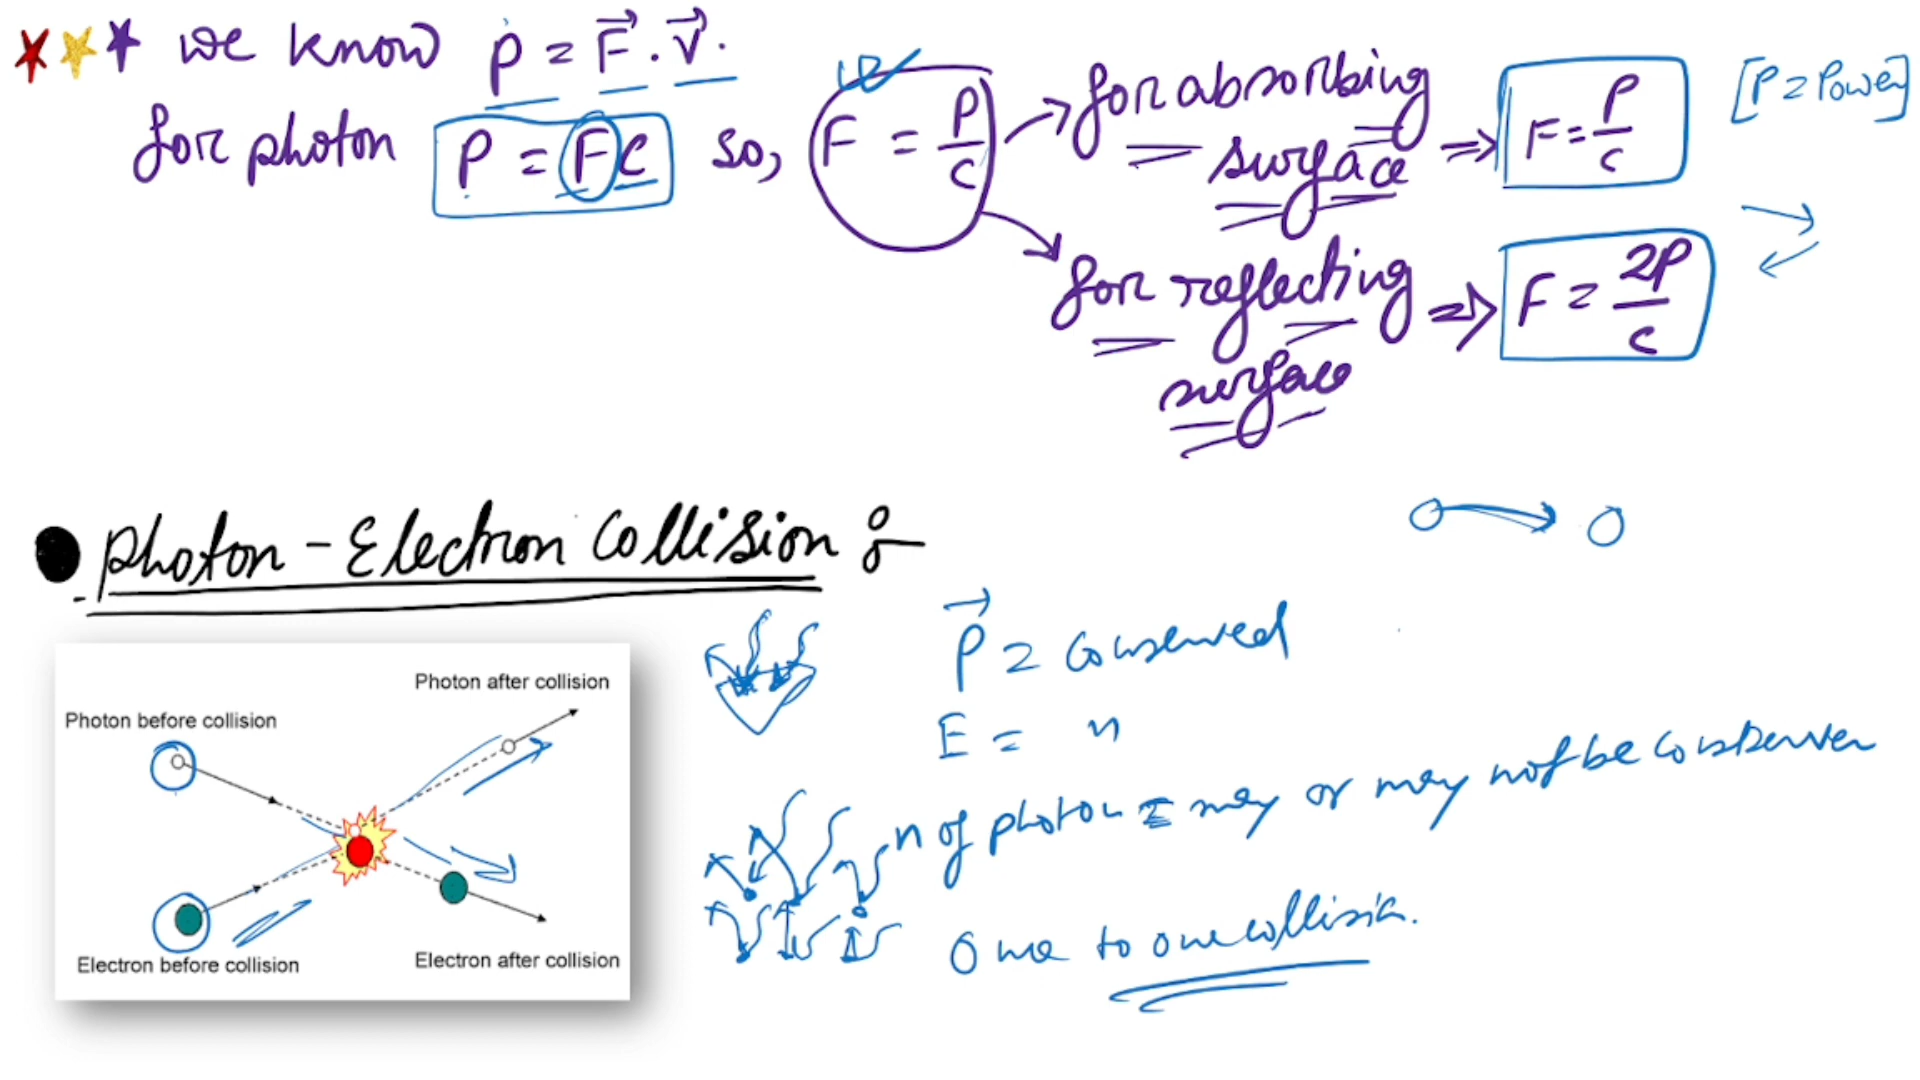 we know P = F⃗ . V⃗ .
for photon P = FC so, F = P/c
for absorbing surface ⇒ F = P/c
[P = Power]
for reflecting surface ⇒ F = 2P/c
Photon - Electron Collision :-
P⃗ = conserved
E = "
n of photon = may or may not be conserved
One to one collision.
Photon after collision
Photon before collision
Electron before collision
Electron after collision